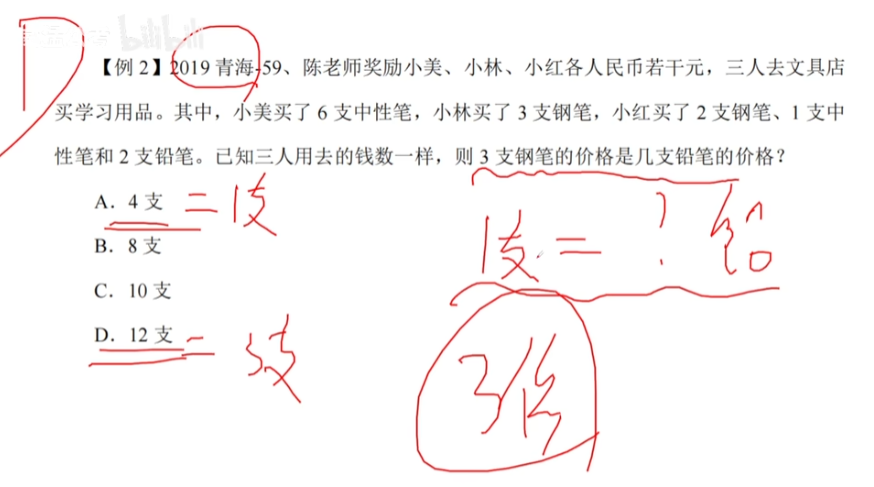 bilibili
【例 2】2019 青海-59、陈老师奖励小美、小林、小红各人民币若干元，三人去文具店
买学习用品。其中，小美买了 6 支中性笔，小林买了 3 支钢笔，小红买了 2 支钢笔、1 支中
性笔和 2 支铅笔。已知三人用去的钱数一样，则 3 支钢笔的价格是几支铅笔的价格？
A．4 支 = 1支
B．8 支
1支 = ? 铅
C．10 支
D．12 支 = 3支
3倍